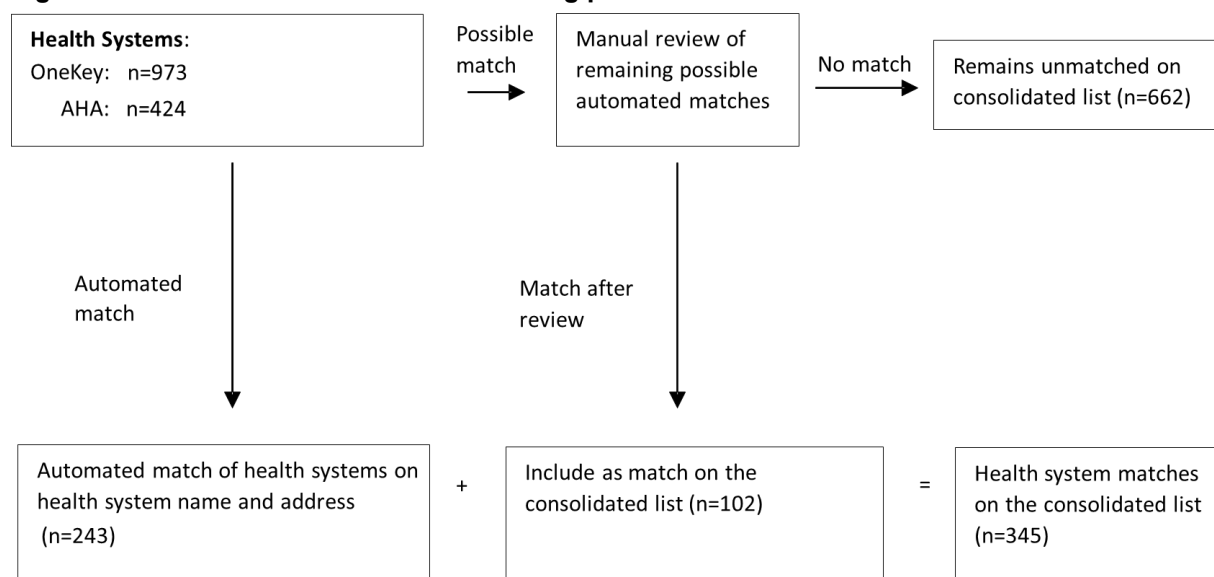 Health Systems:
OneKey: n=973
AHA: n=424
Possible
match
Manual review of
remaining possible
automated matches
No match
Remains unmatched on
consolidated list (n=662)
Automated
match
Match after
review
Automated match of health systems on
health system name and address
(n=243)
+
Include as match on the
consolidated list (n=102)
=
Health system matches
on the consolidated list
(n=345)